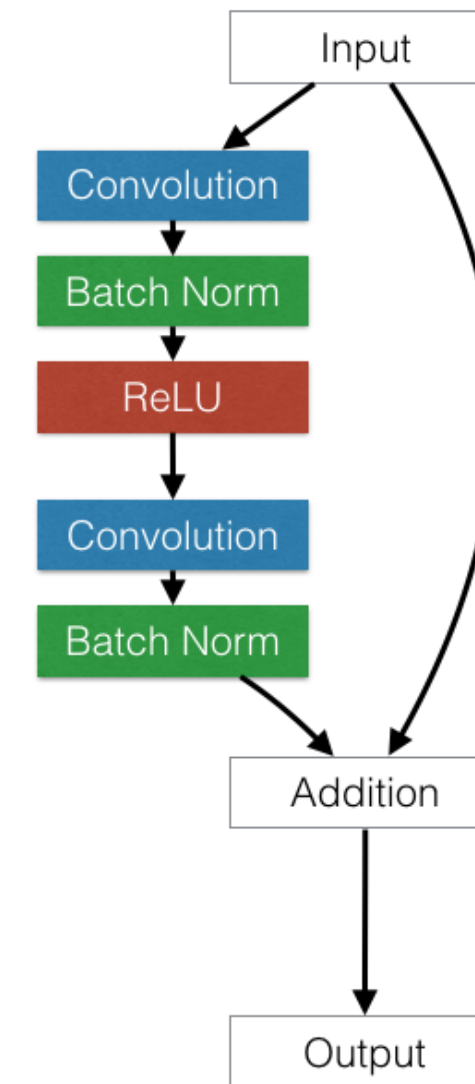 Input
Convolution
Batch Norm
ReLU
Convolution
Batch Norm
Addition
Output